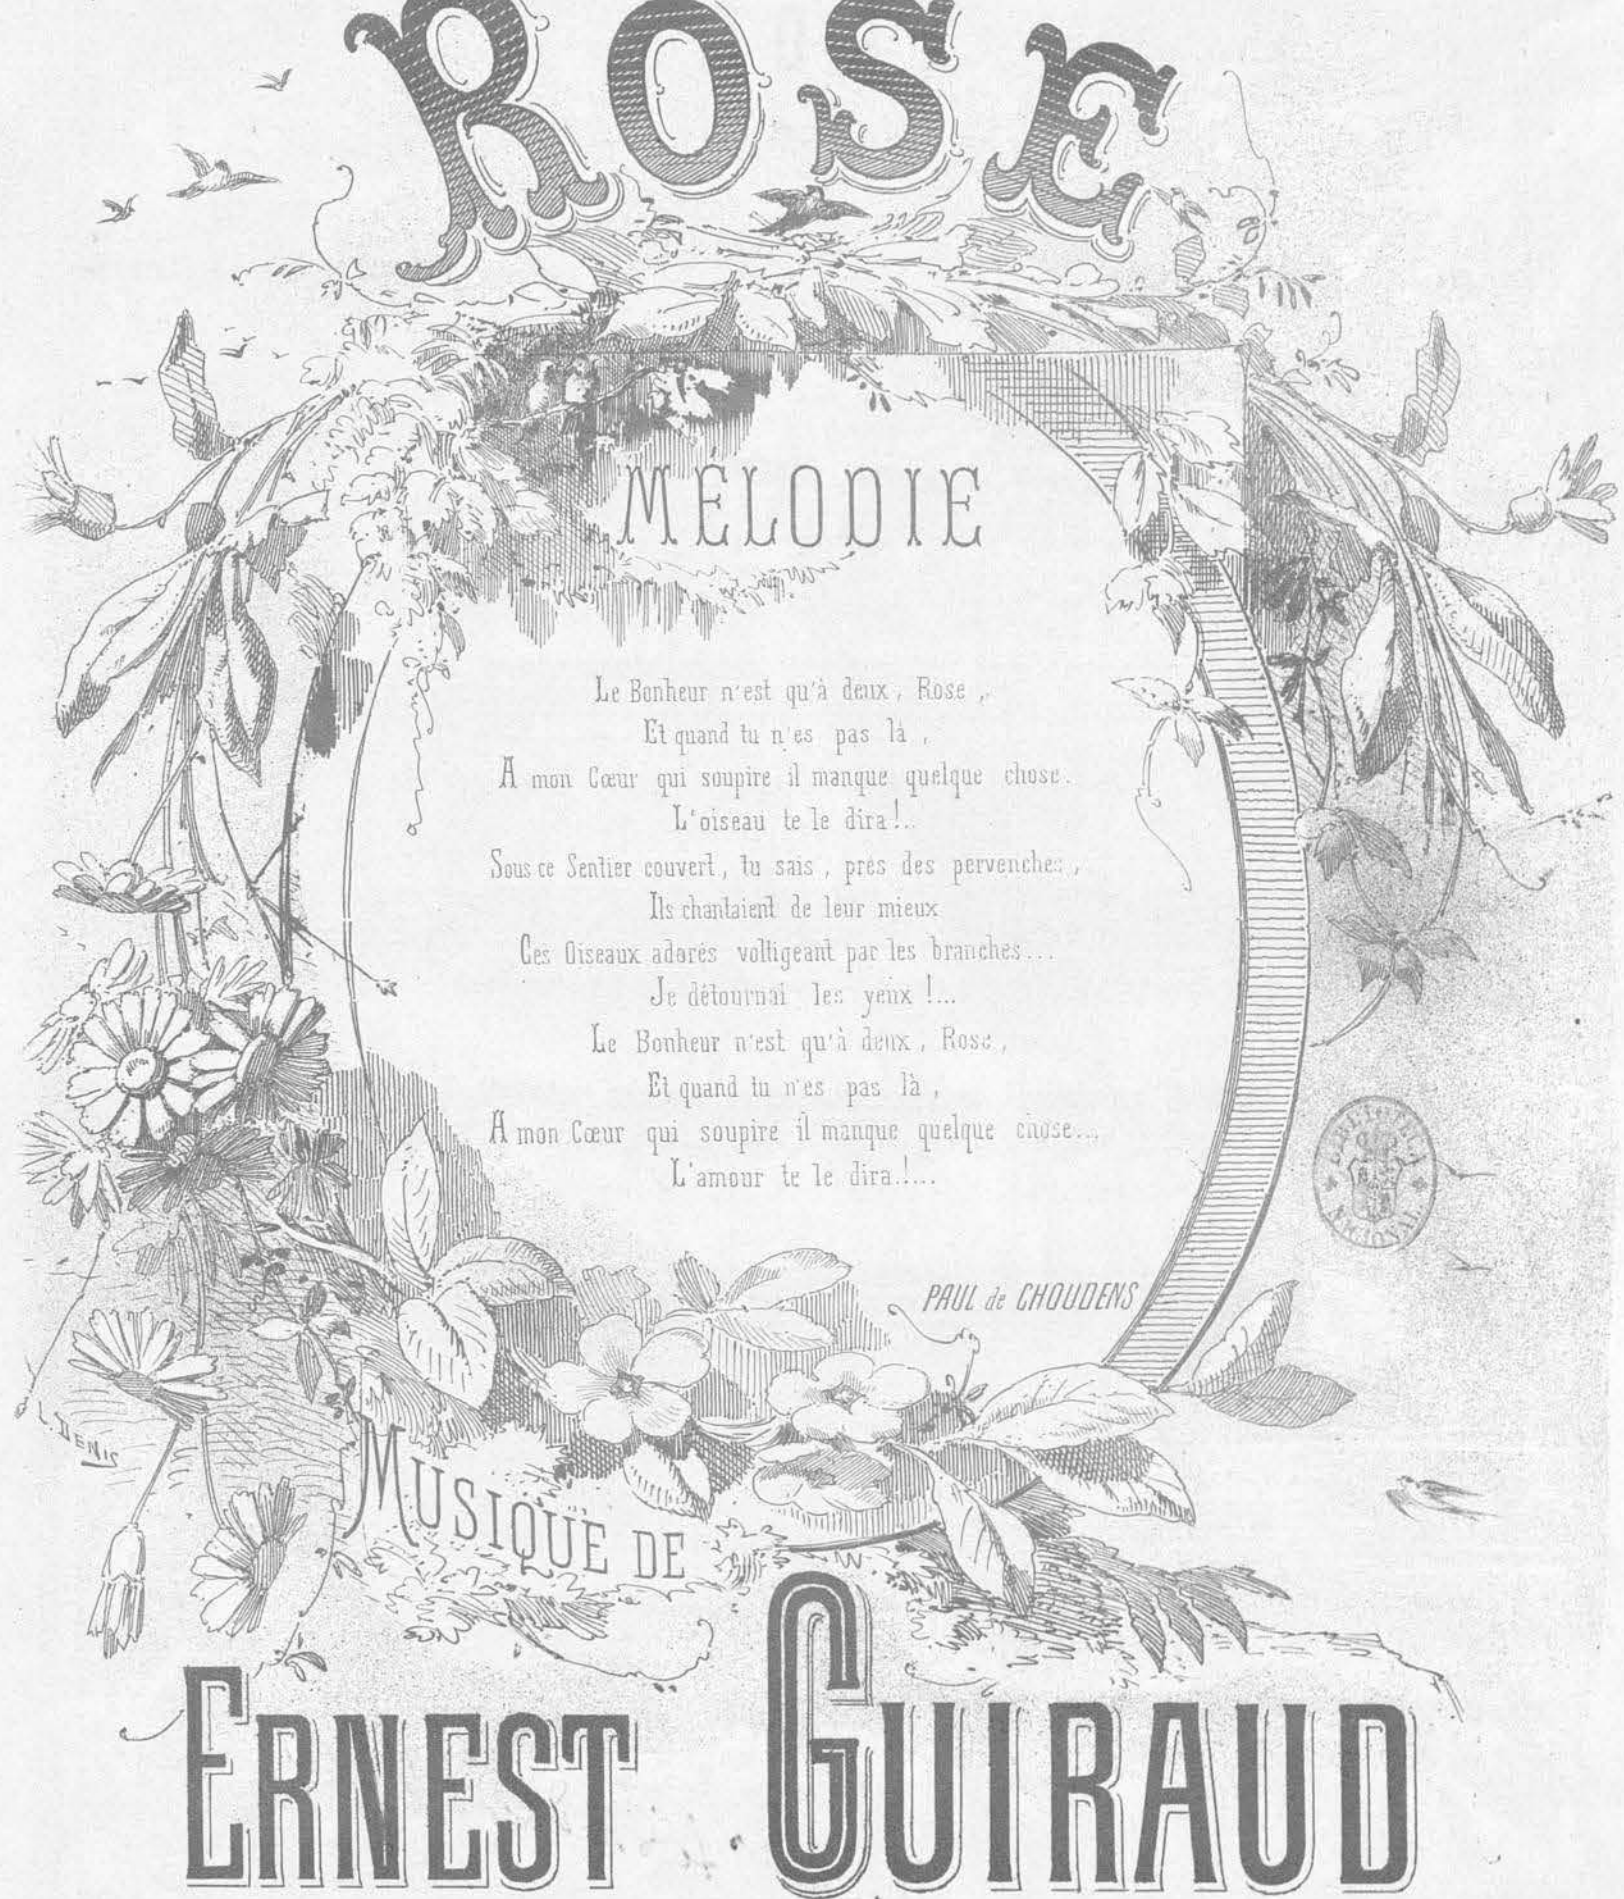 ROSE
MÉLODIE
Le Bonheur n'est qu'à deux, Rose,
Et quand tu n'es pas là,
A mon Cœur qui soupire il manque quelque chose.
L'oiseau te le dira!..
Sous ce Sentier couvert, tu sais, près des pervenches,
Ils chantaient de leur mieux
Ces Oiseaux adorés voltigeant par les branches...
Je détournai les yeux!...
Le Bonheur n'est qu'à deux, Rose,
Et quand tu n'es pas là,
A mon Cœur qui soupire il manque quelque chose...
L'amour te le dira!....
BIBLIOTECA
NACIONAL
PAUL de CHOUDENS
DENIS
MUSIQUE DE
ERNEST GUIRAUD